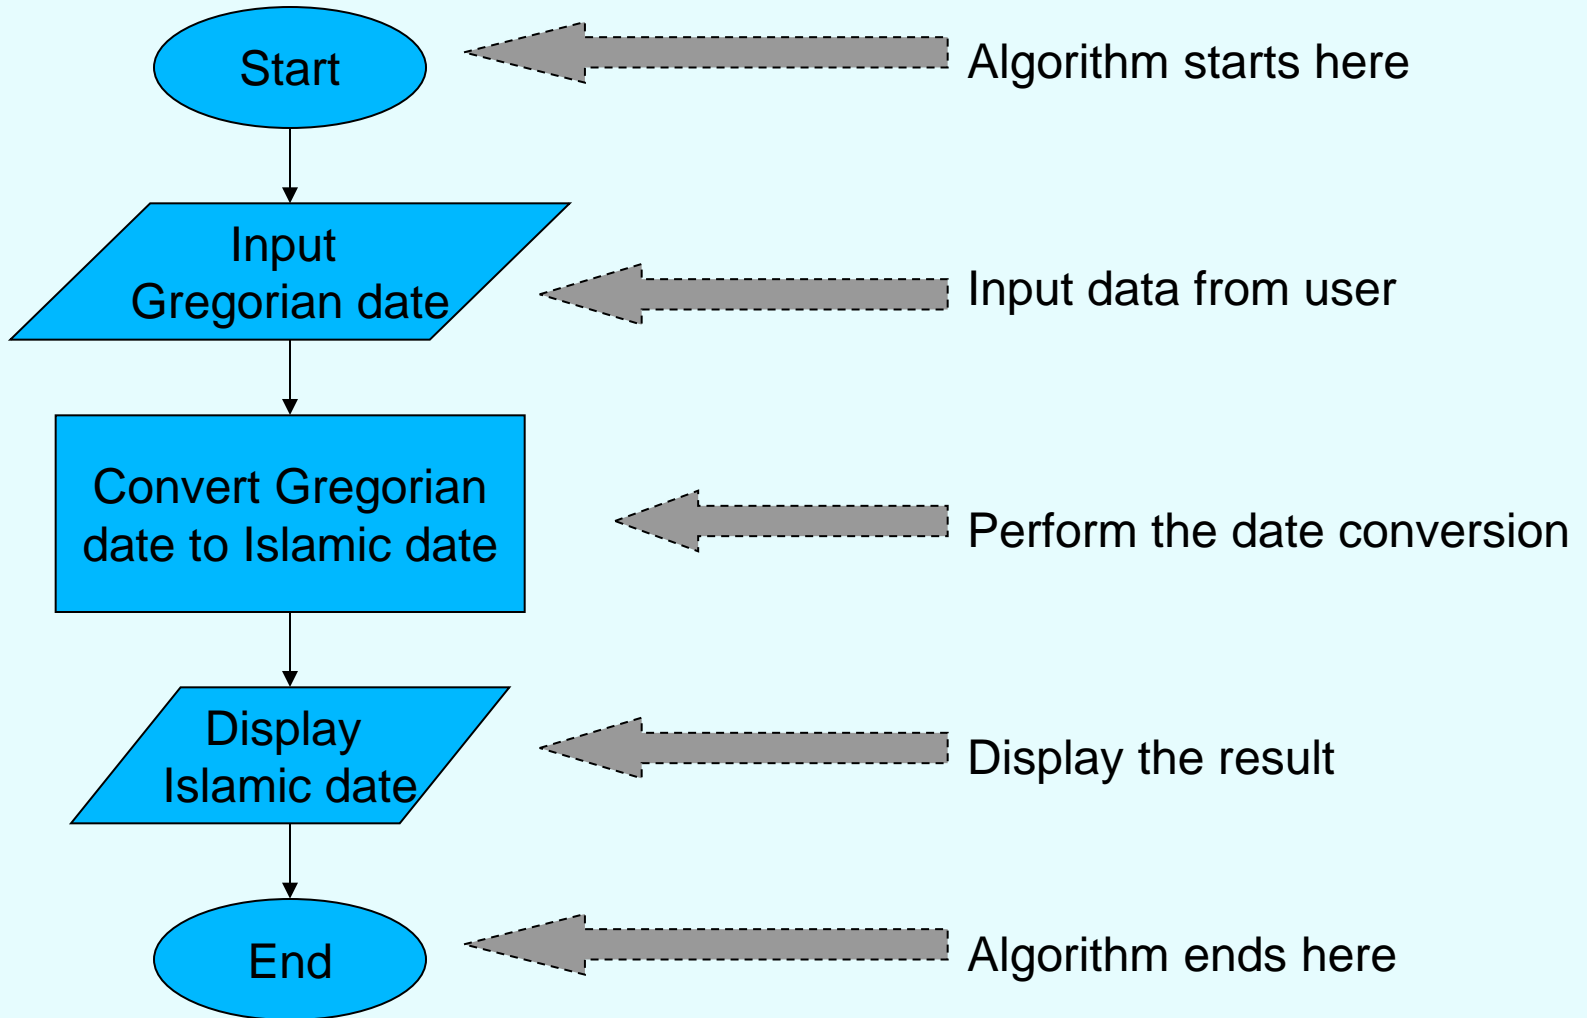 Start
Algorithm starts here
Input
Gregorian date
Input data from user
Convert Gregorian
date to Islamic date
Perform the date conversion
Display
Islamic date
Display the result
End
Algorithm ends here